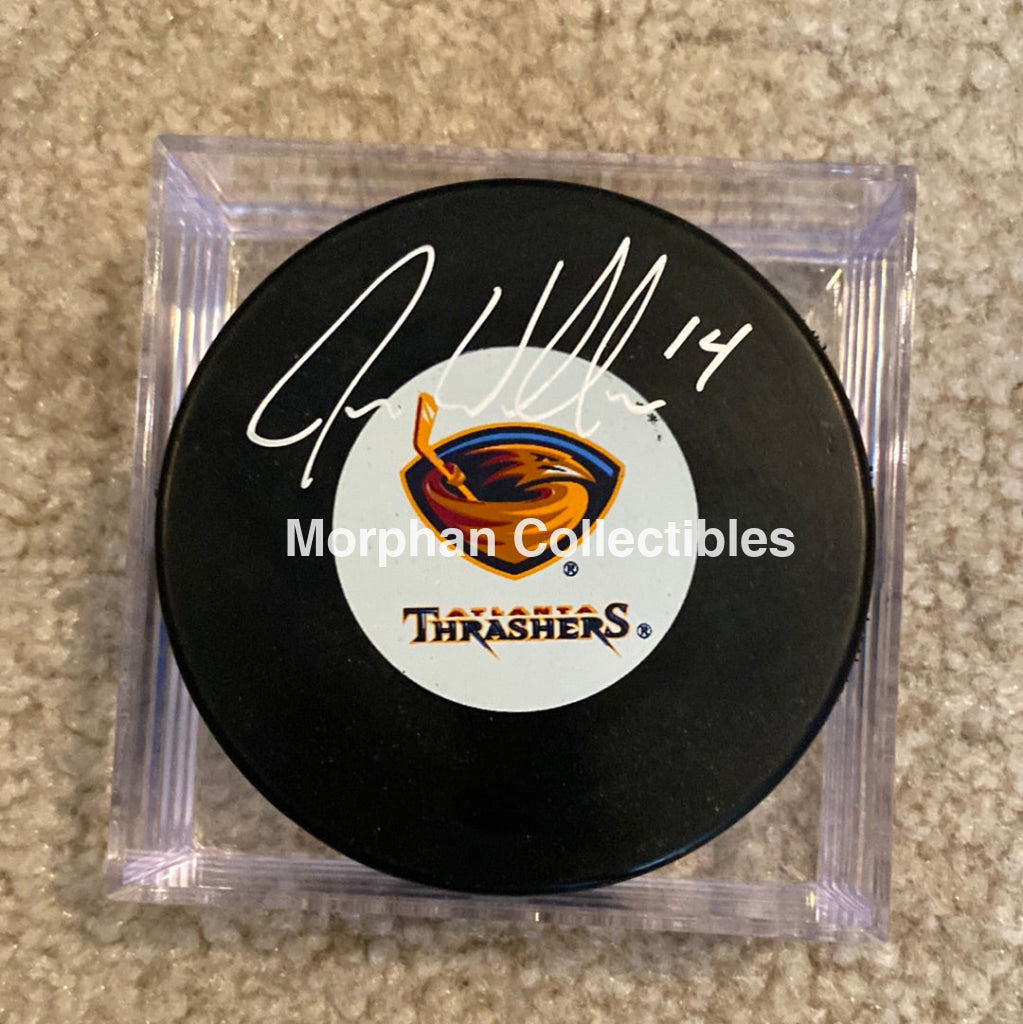 14
Morphan Collectibles
®
ATLANTA
THRASHERS ®